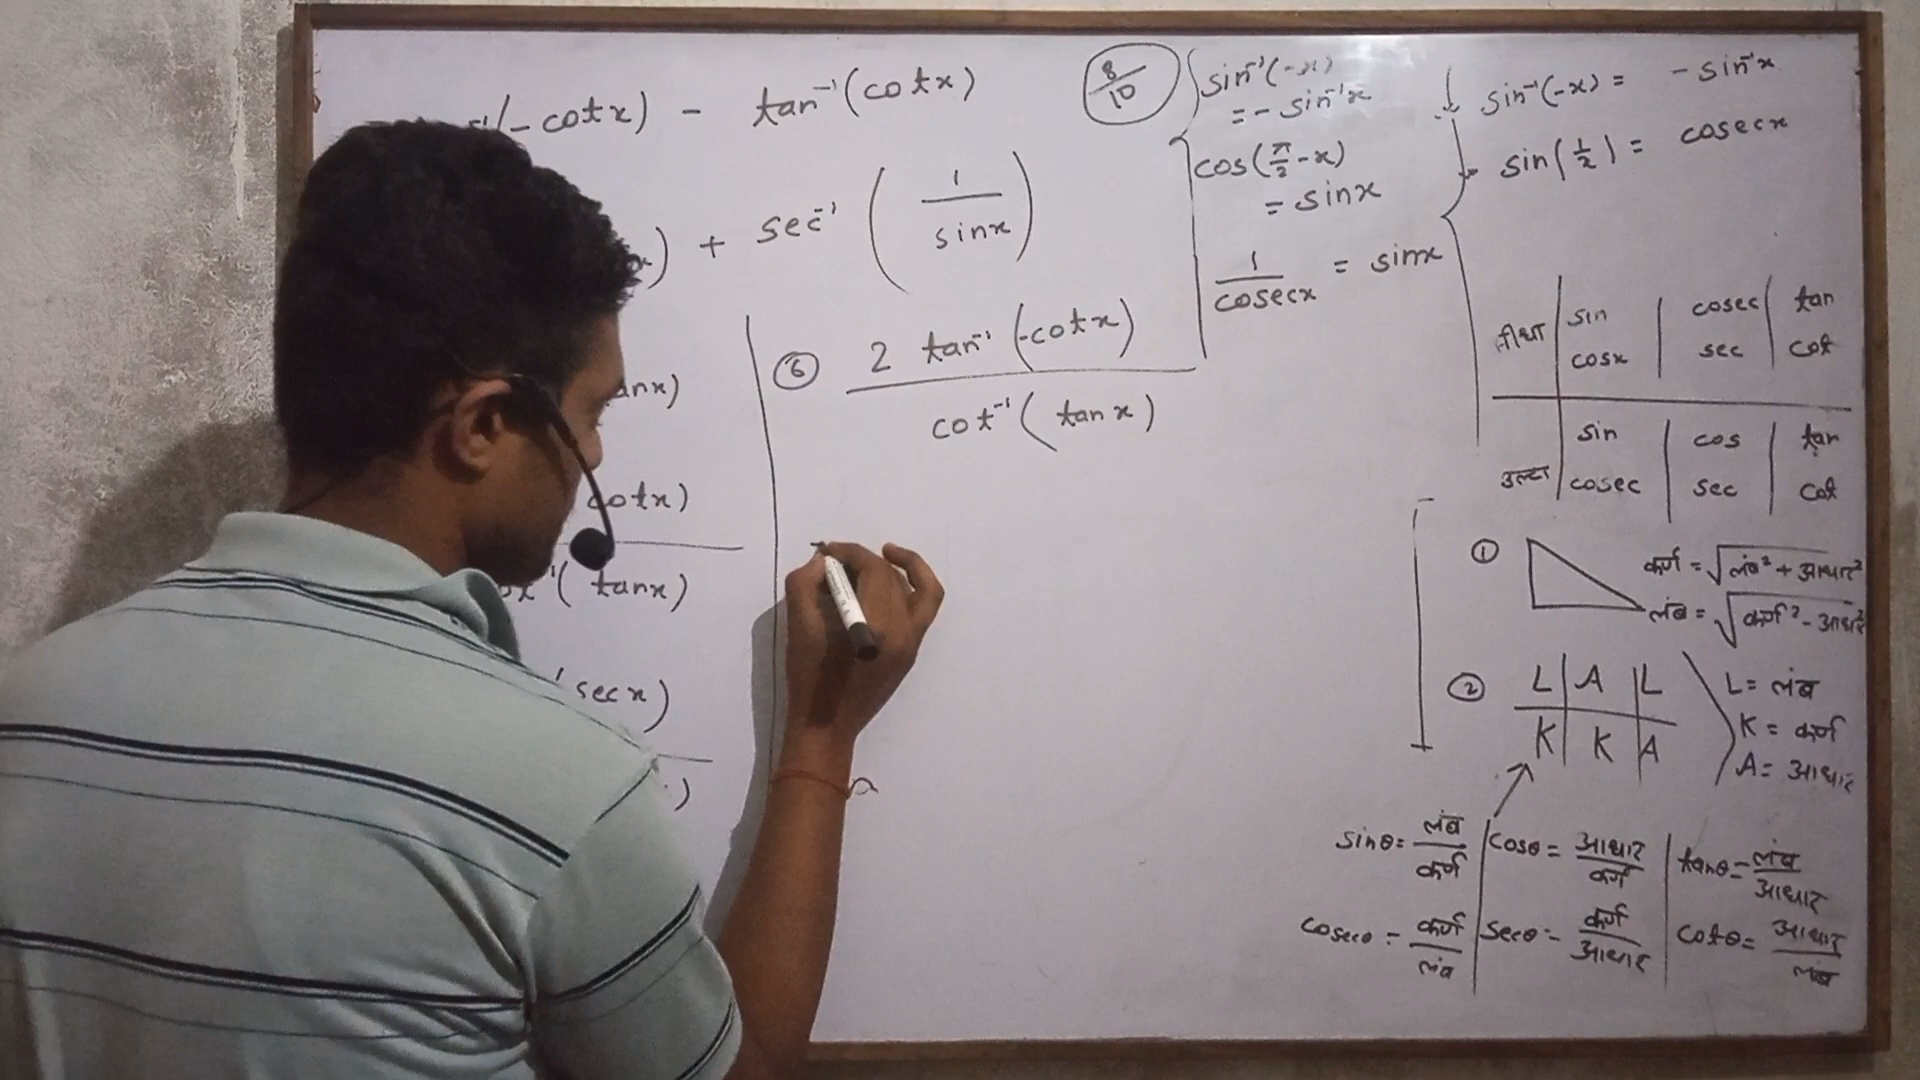 (-cotx) - tan⁻¹(cotx)
+ sec⁻¹ ( 1 / sinx )
anx)
cotx)
( tanx)
secx)
⑥ 2 tan⁻¹ (-cotx)
cot⁻¹ ( tanx )
8/10
sin⁻¹(-x)
= - sin⁻¹x
cos(π/2 - x)
= sinx
1 / cosecx = sinx
sin⁻¹(-x) = - sin⁻¹x
sin(1/x) = cosecx
sin | cosec | tan
cosx | sec | cot
उल्टा sin | cos | tan
cosec | sec | cot
① कर्ण = √लंब² + आधार²
लंब = √कर्ण² - आधार²
② L | A | L
K | K | A
L = लंब
K = कर्ण
A = आधार
sinθ = लंब / कर्ण | cosθ = आधार / कर्ण | tanθ = लंब / आधार
cosecθ = कर्ण / लंब | secθ = कर्ण / आधार | cotθ = आधार / लंब